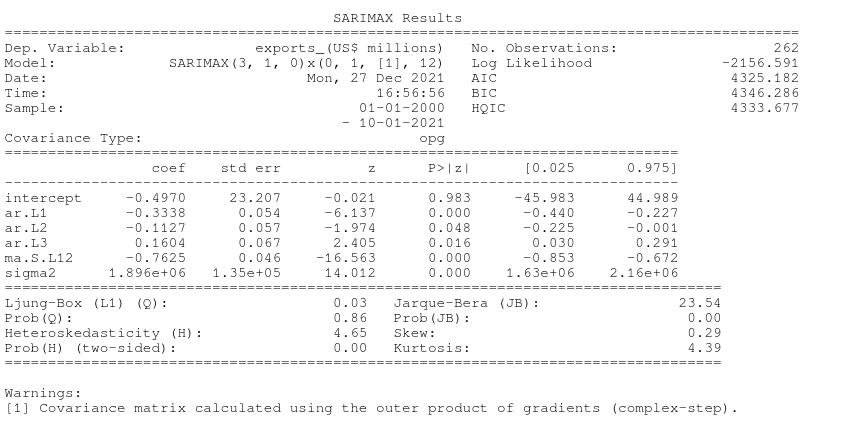 SARIMAX Results
==============================================================================================
Dep. Variable:               exports_(US$ millions)   No. Observations:                  262
Model:             SARIMAX(3, 1, 0)x(0, 1, [1], 12)   Log Likelihood               -2156.591
Date:                              Mon, 27 Dec 2021   AIC                           4325.182
Time:                                      16:56:56   BIC                           4346.286
Sample:                                  01-01-2000   HQIC                          4333.677
- 10-01-2021
Covariance Type:                                opg
==============================================================================
coef    std err          z      P>|z|      [0.025      0.975]
------------------------------------------------------------------------------
intercept     -0.4970     23.207     -0.021      0.983     -45.983      44.989
ar.L1         -0.3338      0.054     -6.137      0.000      -0.440      -0.227
ar.L2         -0.1127      0.057     -1.974      0.048      -0.225      -0.001
ar.L3          0.1604      0.067      2.405      0.016       0.030       0.291
ma.S.L12      -0.7625      0.046    -16.563      0.000      -0.853      -0.672
sigma2      1.896e+06   1.35e+05     14.012      0.000    1.63e+06    2.16e+06
===================================================================================
Ljung-Box (L1) (Q):                   0.03   Jarque-Bera (JB):                23.54
Prob(Q):                              0.86   Prob(JB):                         0.00
Heteroskedasticity (H):               4.65   Skew:                             0.29
Prob(H) (two-sided):                  0.00   Kurtosis:                         4.39
===================================================================================
Warnings:
[1] Covariance matrix calculated using the outer product of gradients (complex-step).